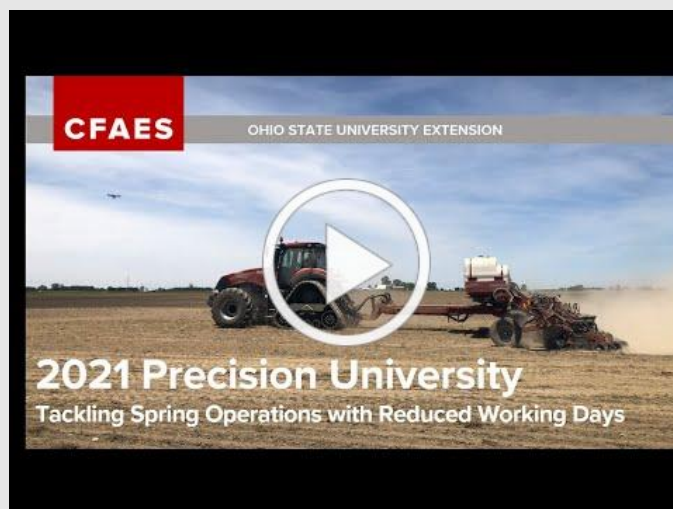 CFAES
OHIO STATE UNIVERSITY EXTENSION
2021 Precision University
Tackling Spring Operations with Reduced Working Days